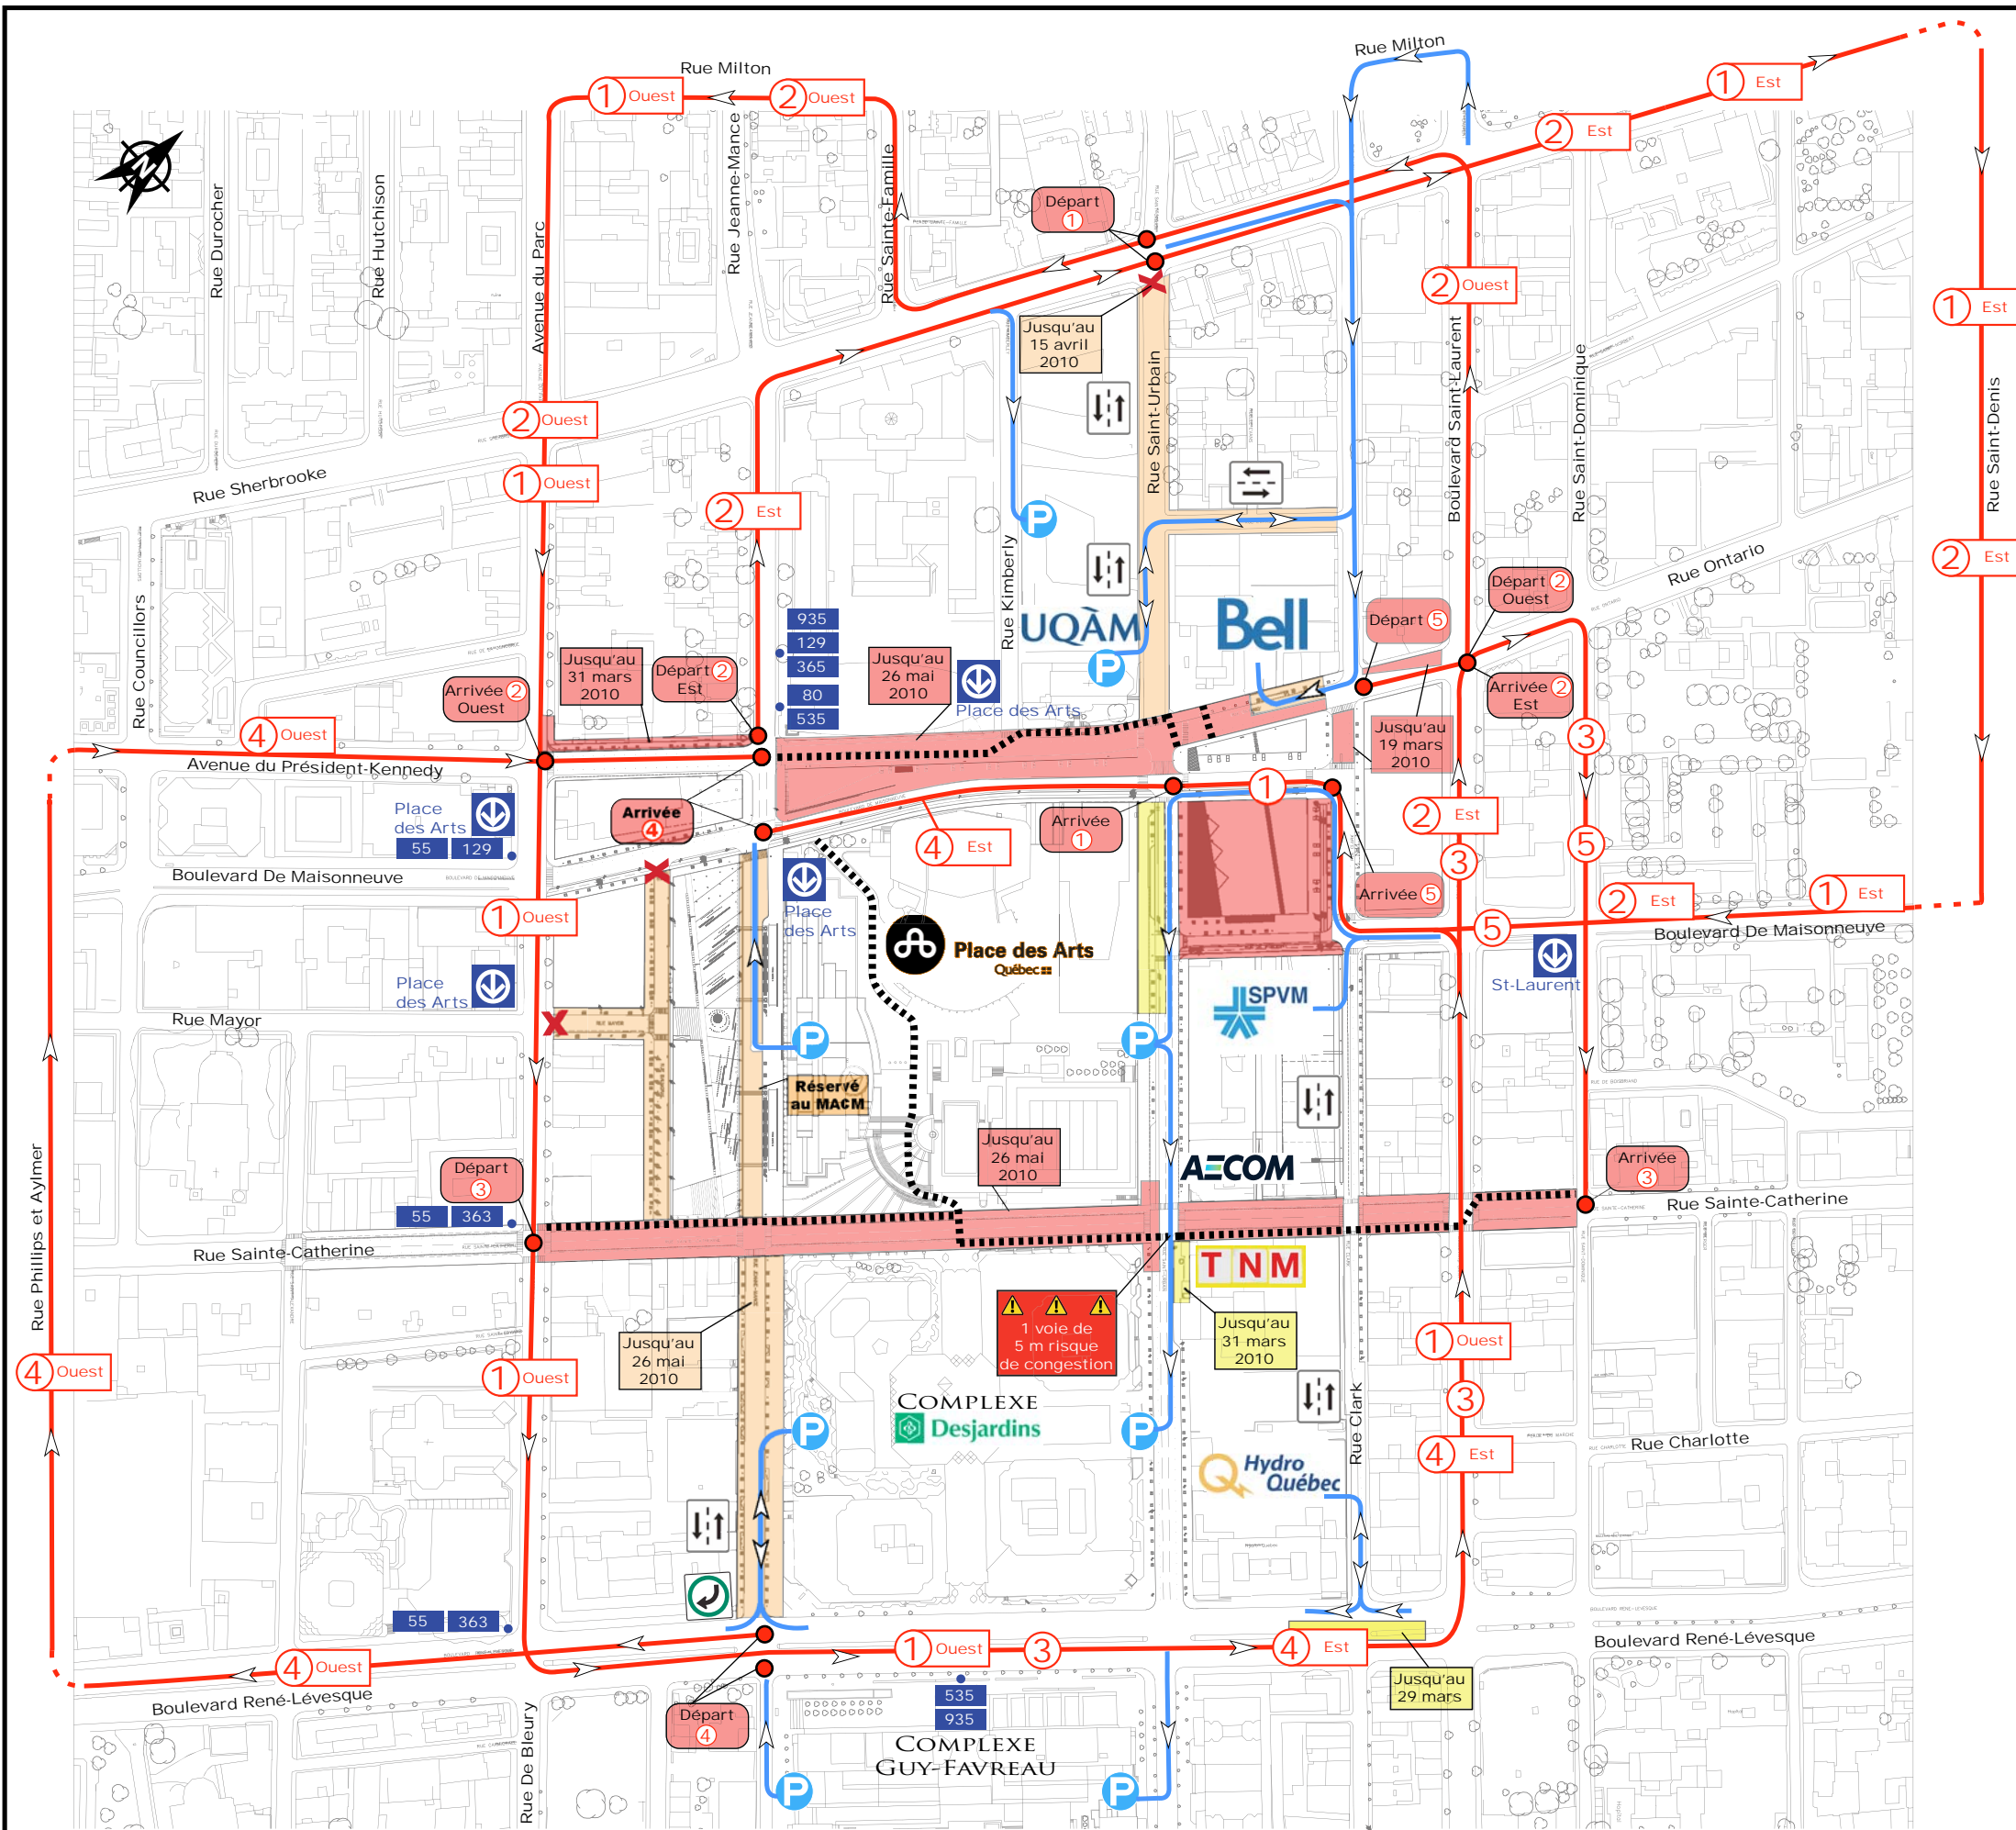 Rue Milton
Rue Milton
1 Ouest
2 Ouest
1 Est
2 Est
Départ
1
Rue Durocher
Rue Hutchison
Avenue du Parc
Rue Jeanne-Mance
Rue Sainte-Famille
2 Ouest
1 Est
Jusqu'au
15 avril
2010
Rue Saint-Urbain
Boulevard Saint-Laurent
Rue Saint-Dominique
Rue Saint-Denis
2 Ouest
1 Ouest
Rue Sherbrooke
2 Est
P
Rue Kimberly
2 Est
Rue Ontario
Départ 2
Ouest
Rue Councillors
935
129
365
80
535
UQÀM
Bell
P
Départ 5
Jusqu'au
31 mars
2010
Départ 2
Est
Jusqu'au
26 mai
2010
Place des Arts
Arrivée 2
Ouest
Arrivée 2
Est
4 Ouest
Avenue du Président-Kennedy
Jusqu'au
19 mars
2010
3
Place
des Arts
55 129
Arrivée
4
4 Est
Arrivée
1
1
2 Est
3
5
Boulevard De Maisonneuve
BOULEVARD DE MAISONNEUVE
Arrivée 5
Place
des Arts
1 Ouest
Place des Arts
Québec
5
2 Est
1 Est
Boulevard De Maisonneuve
St-Laurent
Place
des Arts
SPVM
Rue Mayor
P
P
Réservé
au MACM
Rue Phillips et Aylmer
Départ
3
55 363
Jusqu'au
26 mai
2010
AECOM
Arrivée
3
Rue Sainte-Catherine
Rue Sainte-Catherine
TNM
1 voie de
5 m risque
de congestion
Jusqu'au
31 mars
2010
Jusqu'au
26 mai
2010
4 Ouest
1 Ouest
1 Ouest
3
4 Est
COMPLEXE
Desjardins
P
P
Rue Clark
Rue Charlotte
Hydro
Québec
55 363
4 Ouest
1 Ouest
3
4 Est
Boulevard René-Lévesque
Boulevard René-Lévesque
Jusqu'au
29 mars
Rue De Bleury
Départ
4
535
935
COMPLEXE
GUY-FAVREAU
P
P